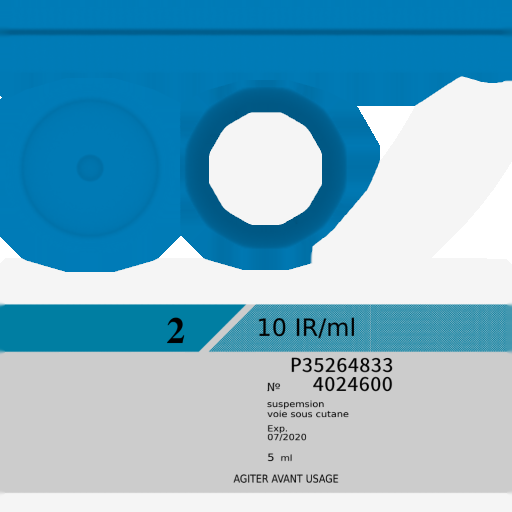 2 10 IR/ml
P35264833
№ 4024600
suspemsion
voie sous cutane
Exp.
07/2020
5 ml
AGITER AVANT USAGE